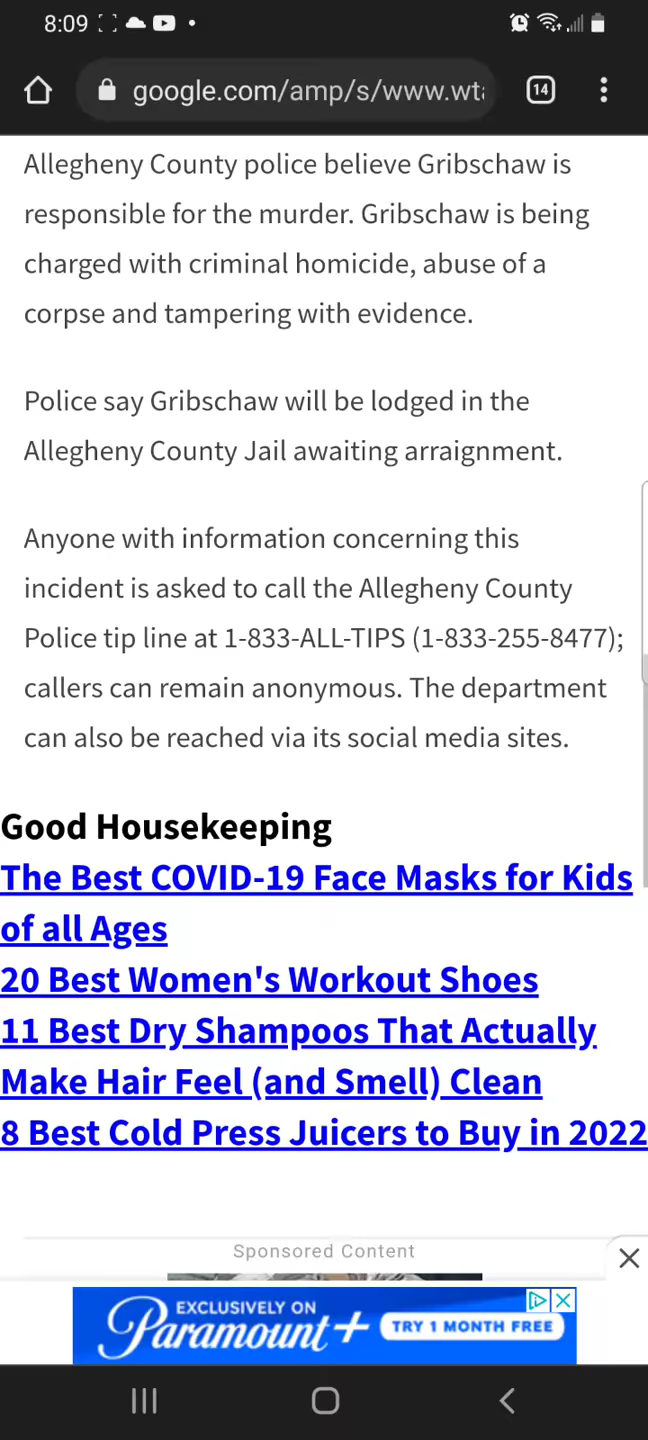 8:09
google.com/amp/s/www.wta
14
Allegheny County police believe Gribschaw is
responsible for the murder. Gribschaw is being
charged with criminal homicide, abuse of a
corpse and tampering with evidence.
Police say Gribschaw will be lodged in the
Allegheny County Jail awaiting arraignment.
Anyone with information concerning this
incident is asked to call the Allegheny County
Police tip line at 1-833-ALL-TIPS (1-833-255-8477);
callers can remain anonymous. The department
can also be reached via its social media sites.
Good Housekeeping
The Best COVID-19 Face Masks for Kids
of all Ages
20 Best Women's Workout Shoes
11 Best Dry Shampoos That Actually
Make Hair Feel (and Smell) Clean
8 Best Cold Press Juicers to Buy in 2022
Sponsored Content
EXCLUSIVELY ON
Paramount+
TRY 1 MONTH FREE